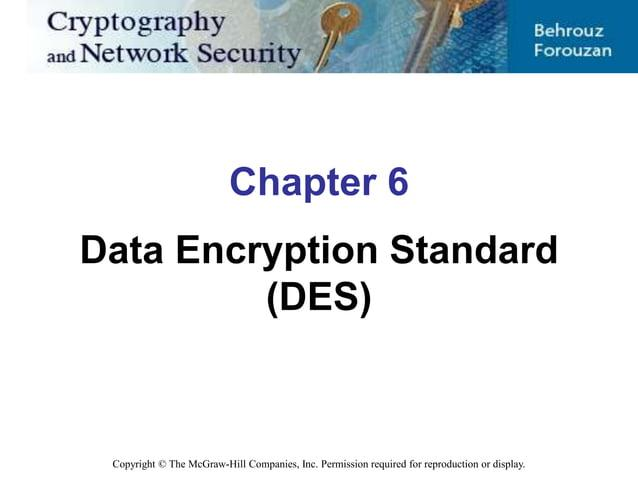 Cryptography
and Network Security
Behrouz
Forouzan
Chapter 6
Data Encryption Standard
(DES)
Copyright © The McGraw-Hill Companies, Inc. Permission required for reproduction or display.